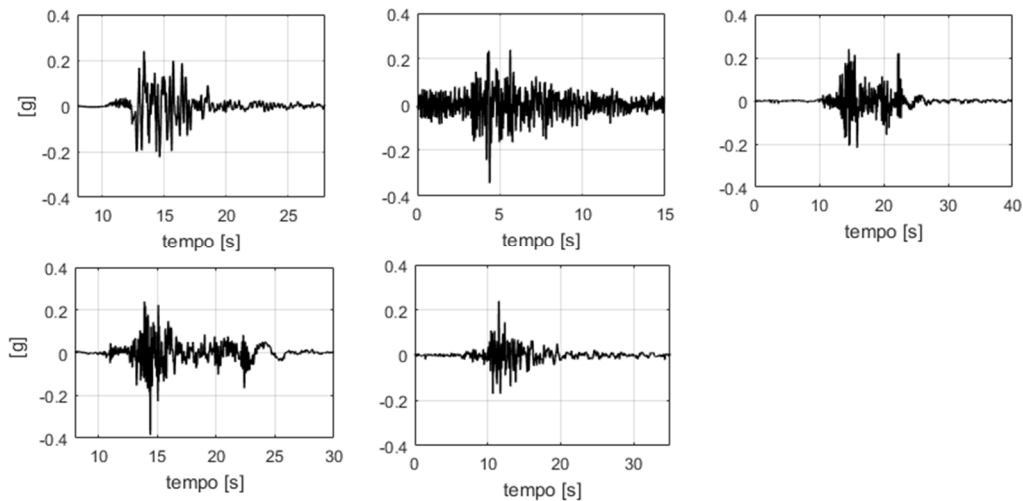 0.4 0.4 0.4
0.2 0.2 0.2
[g] 0 0 0
-0.2 -0.2 -0.2
-0.4 -0.4 -0.4
10 15 20 25 0 5 10 15 0 10 20 30 40
tempo [s] tempo [s] tempo [s]
0.4 0.4
0.2 0.2
[g] 0 0
-0.2 -0.2
-0.4 -0.4
10 15 20 25 30 0 10 20 30
tempo [s] tempo [s]